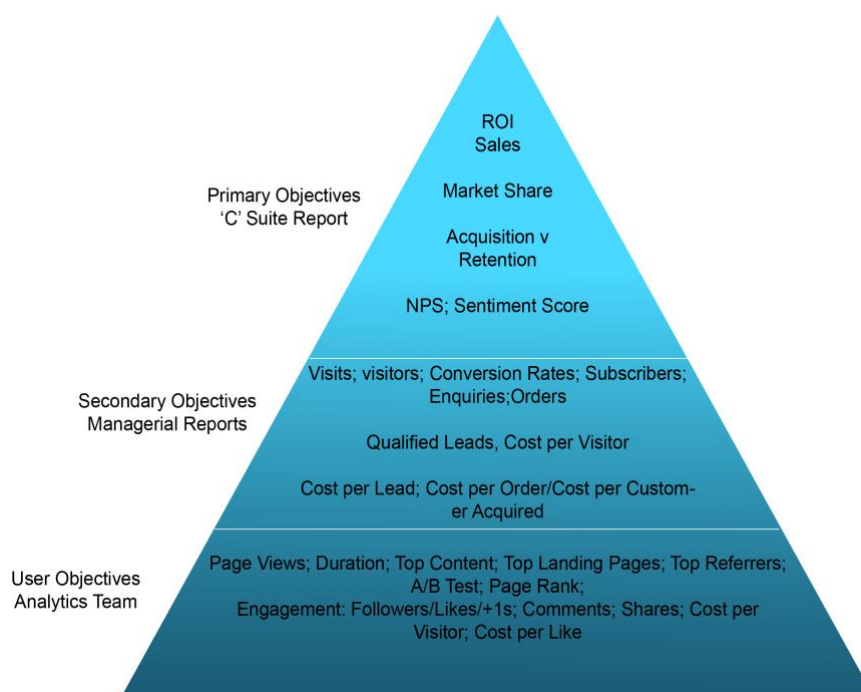 ROI
Sales
Market Share
Primary Objectives
‘C’ Suite Report
Acquisition v
Retention
NPS; Sentiment Score
Visits; visitors; Conversion Rates; Subscribers;
Enquiries;Orders
Secondary Objectives
Managerial Reports
Qualified Leads, Cost per Visitor
Cost per Lead; Cost per Order/Cost per Custom-
er Acquired
User Objectives
Analytics Team
Page Views; Duration; Top Content; Top Landing Pages; Top Referrers;
A/B Test; Page Rank;
Engagement: Followers/Likes/+1s; Comments; Shares; Cost per
Visitor; Cost per Like